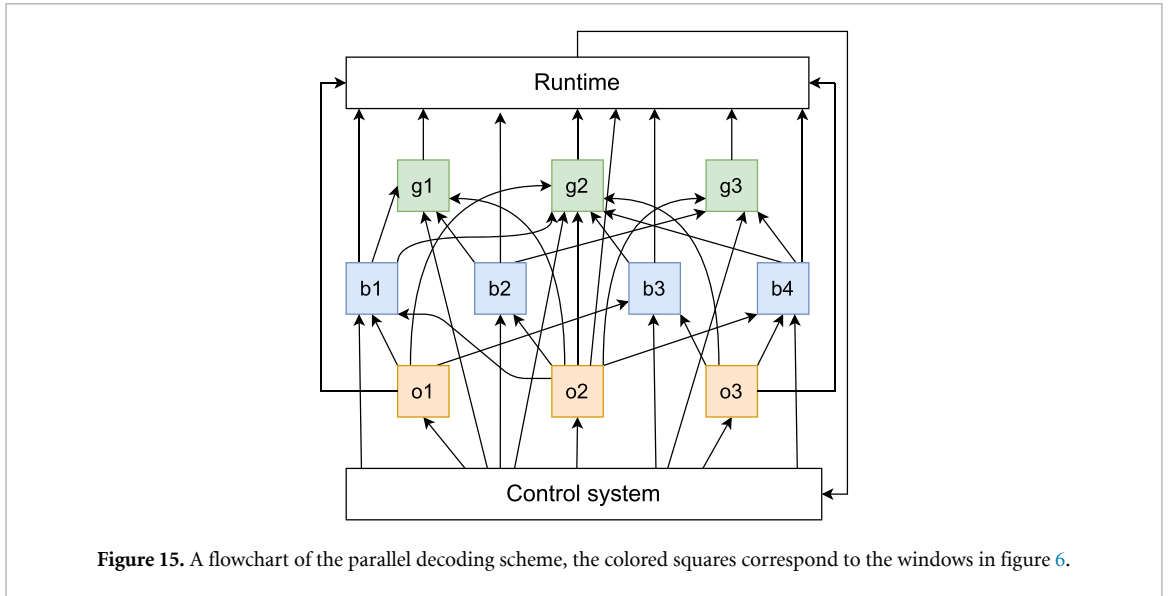 Runtime
g1 g2 g3
b1 b2 b3 b4
o1 o2 o3
Control system
Figure 15. A flowchart of the parallel decoding scheme, the colored squares correspond to the windows in figure 6.